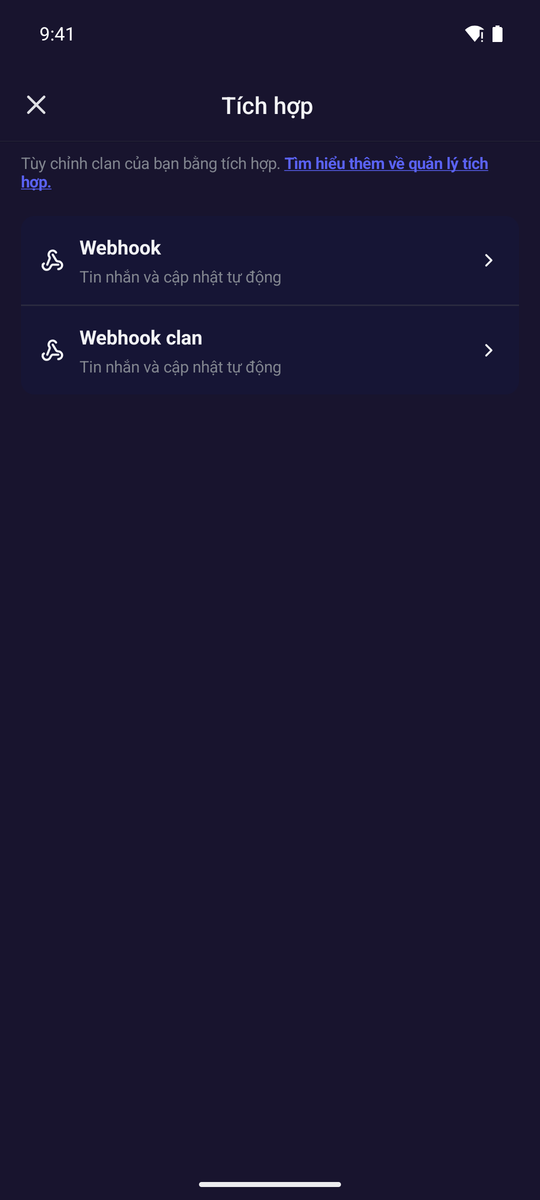 9:41
Tích hợp
Tùy chỉnh clan của bạn bằng tích hợp. Tìm hiểu thêm về quản lý tích
hợp.
Webhook
Tin nhắn và cập nhật tự động
Webhook clan
Tin nhắn và cập nhật tự động